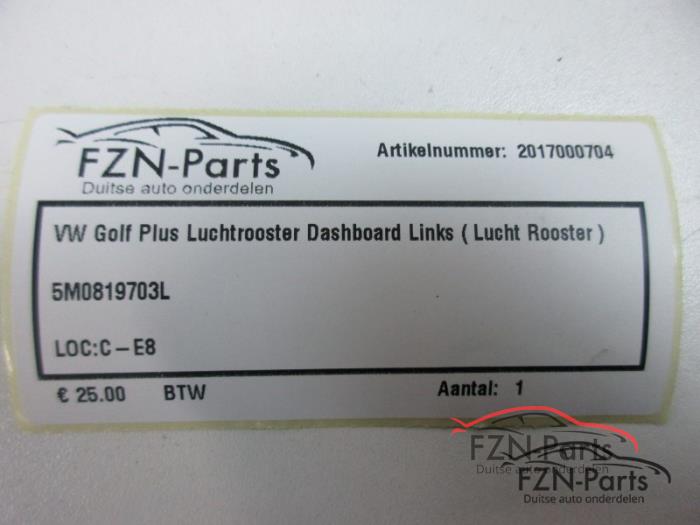 FZN-Parts
Duitse auto onderdelen
Artikelnummer: 2017000704
VW Golf Plus Luchtrooster Dashboard Links ( Lucht Rooster )
5M0819703L
LOC:C-E8
€ 25.00 BTW
Aantal: 1
FZN-Parts
Duitse auto onderdelen
FZN-Parts
Duitse auto onderdelen